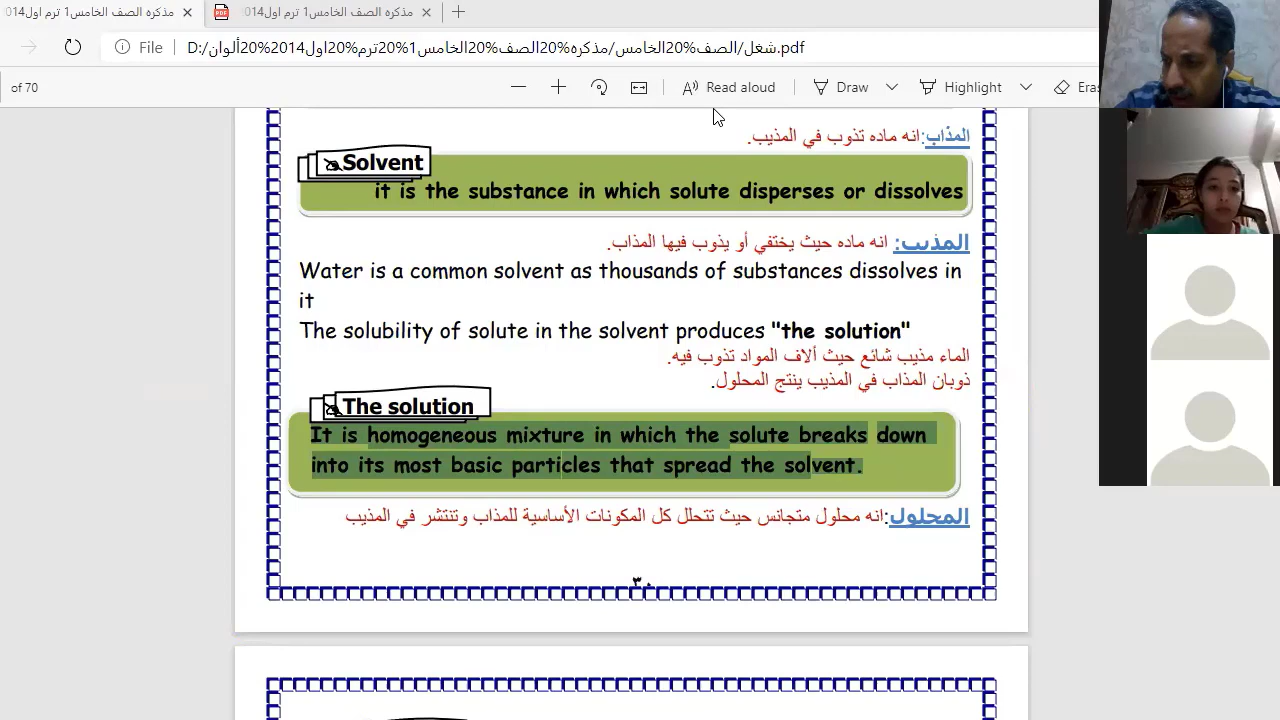 مذكره الصف الخامس1 ترم اول014
مذكره الصف الخامس1 ترم اول014
File
D:/شغل/الصف%20الخامس/مذكره%20الصف%20الخامس1%20ترم%20اول2014%20ألوان.pdf
of 70
Read aloud
Draw
Highlight
Eras
المذاب:انه ماده تذوب في المذيب.
Solvent
it is the substance in which solute disperses or dissolves
المذيب: انه ماده حيث يختفي أو يذوب فيها المذاب.
Water is a common solvent as thousands of substances dissolves in
it
The solubility of solute in the solvent produces "the solution"
الماء مذيب شائع حيث ألاف المواد تذوب فيه.
ذوبان المذاب في المذيب ينتج المحلول.
The solution
It is homogeneous mixture in which the solute breaks down
into its most basic particles that spread the solvent.
المحلول:انه محلول متجانس حيث تتحلل كل المكونات الأساسية للمذاب وتنتشر في المذيب
٣٠